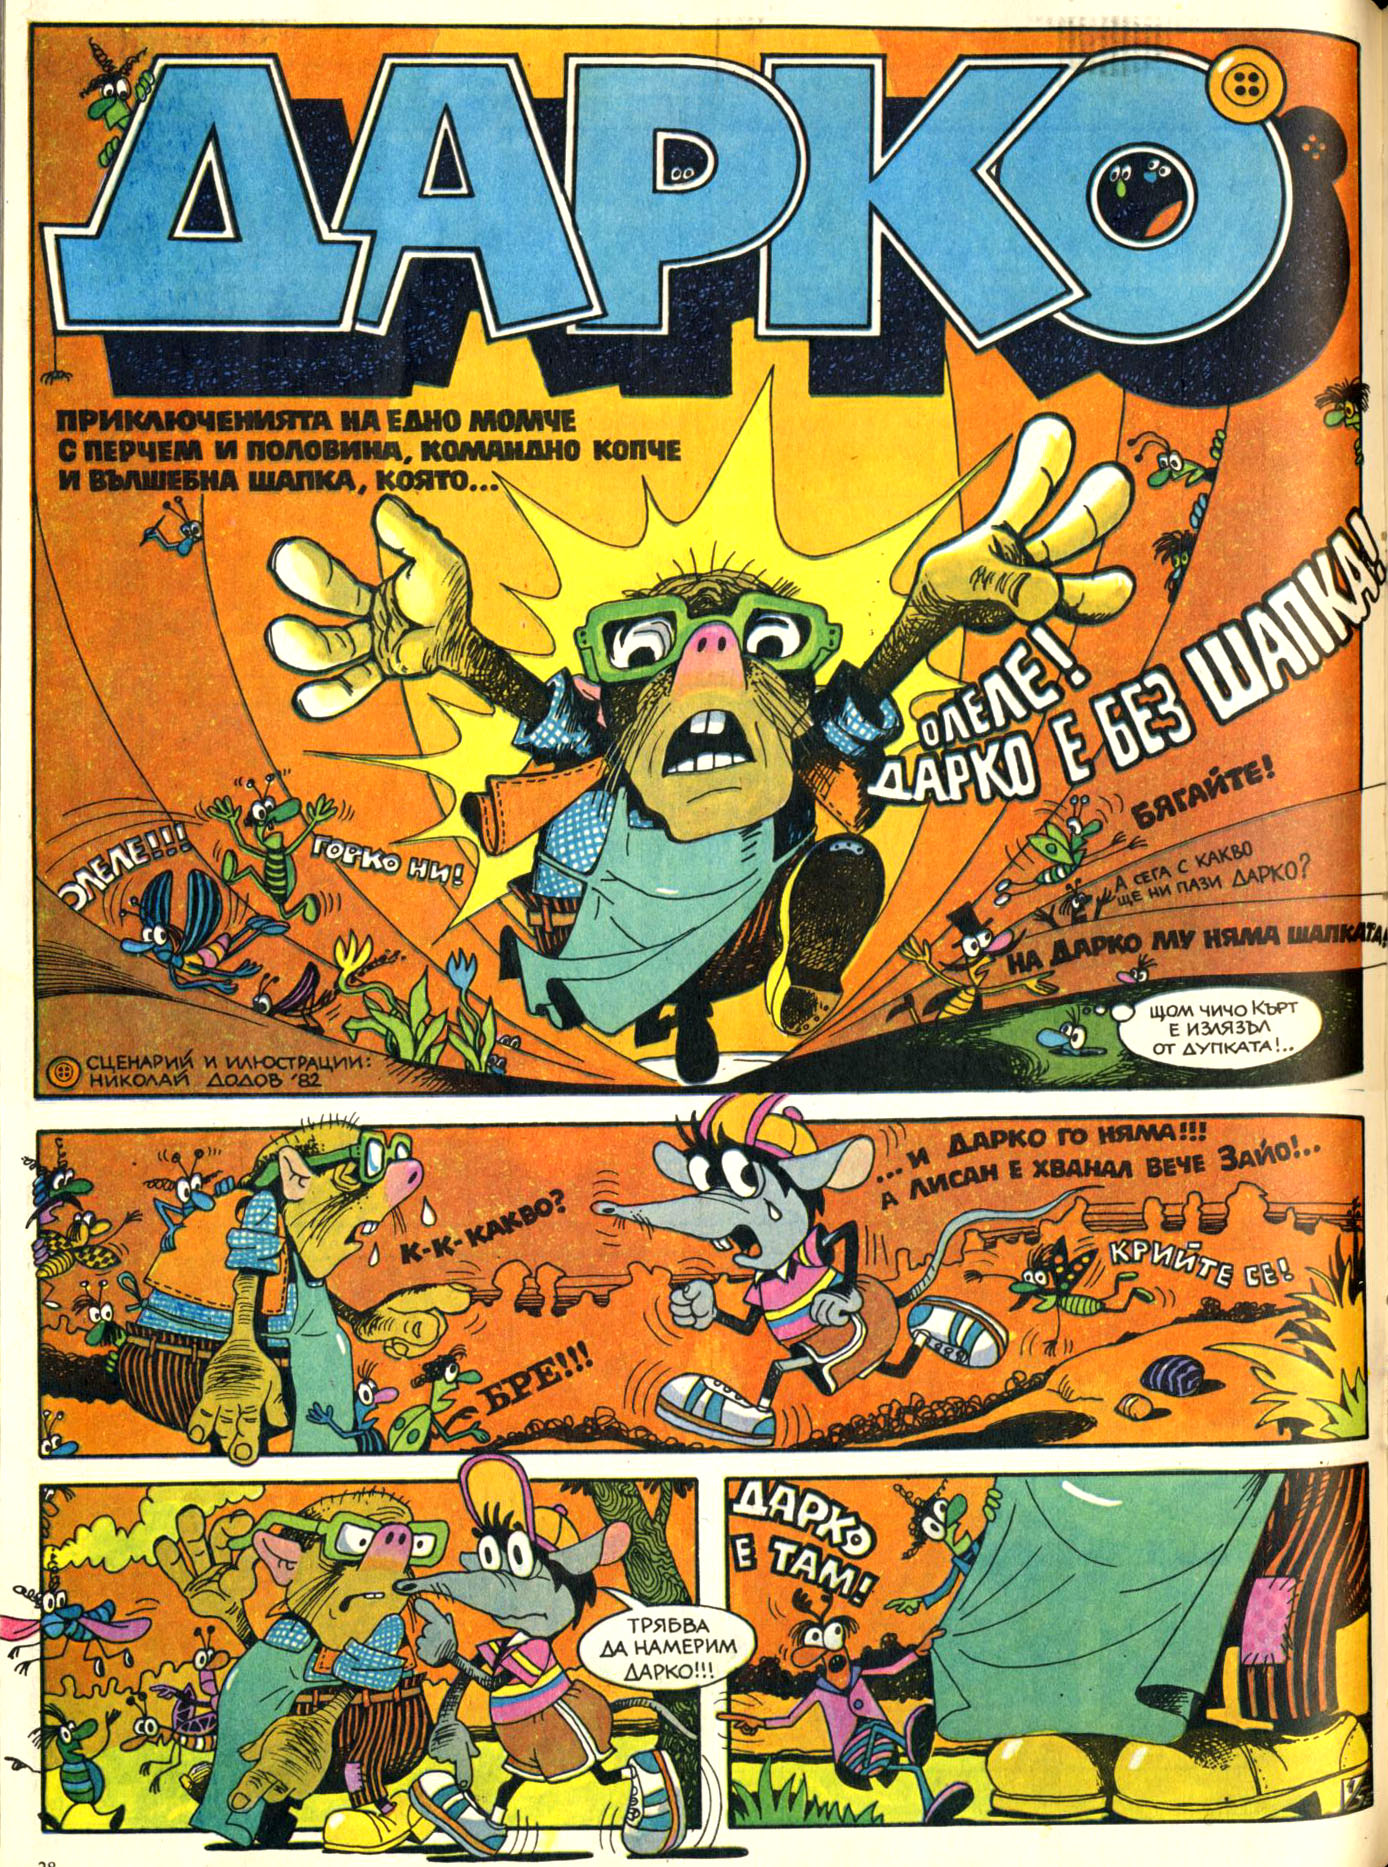 ДАРКО
ПРИКЛЮЧЕНИЯТА НА ЕДНО МОМЧЕ
С ПЕРЧЕМ И ПОЛОВИНА, КОМАНДНО КОПЧЕ
И ВЪЛШЕБНА ШАПКА, КОЯТО...
ОЛЕЛЕ!
ДАРКО Е БЕЗ ШАПКА!
БЯГАЙТЕ!
ОЛЕЛЕ!!!
ГОРКО НИ!
А СЕГА С КАКВО
ЩЕ НИ ПАЗИ ДАРКО?
НА ДАРКО МУ НЯМА ШАПКАТА!
ЩОМ ЧИЧО КЪРТ
Е ИЗЛЯЗЪЛ
ОТ ДУПКАТА!..
СЦЕНАРИЙ И ИЛЮСТРАЦИИ:
НИКОЛАЙ ДОДОВ '82
К-К-КАКВО?
...И ДАРКО ГО НЯМА!!!
А ЛИСАН Е ХВАНАЛ ВЕЧЕ ЗАЙО!..
КРИЙТЕ СЕ!
БРЕ!!!
ТРЯБВА
ДА НАМЕРИМ
ДАРКО!!!
ДАРКО
Е ТАМ!